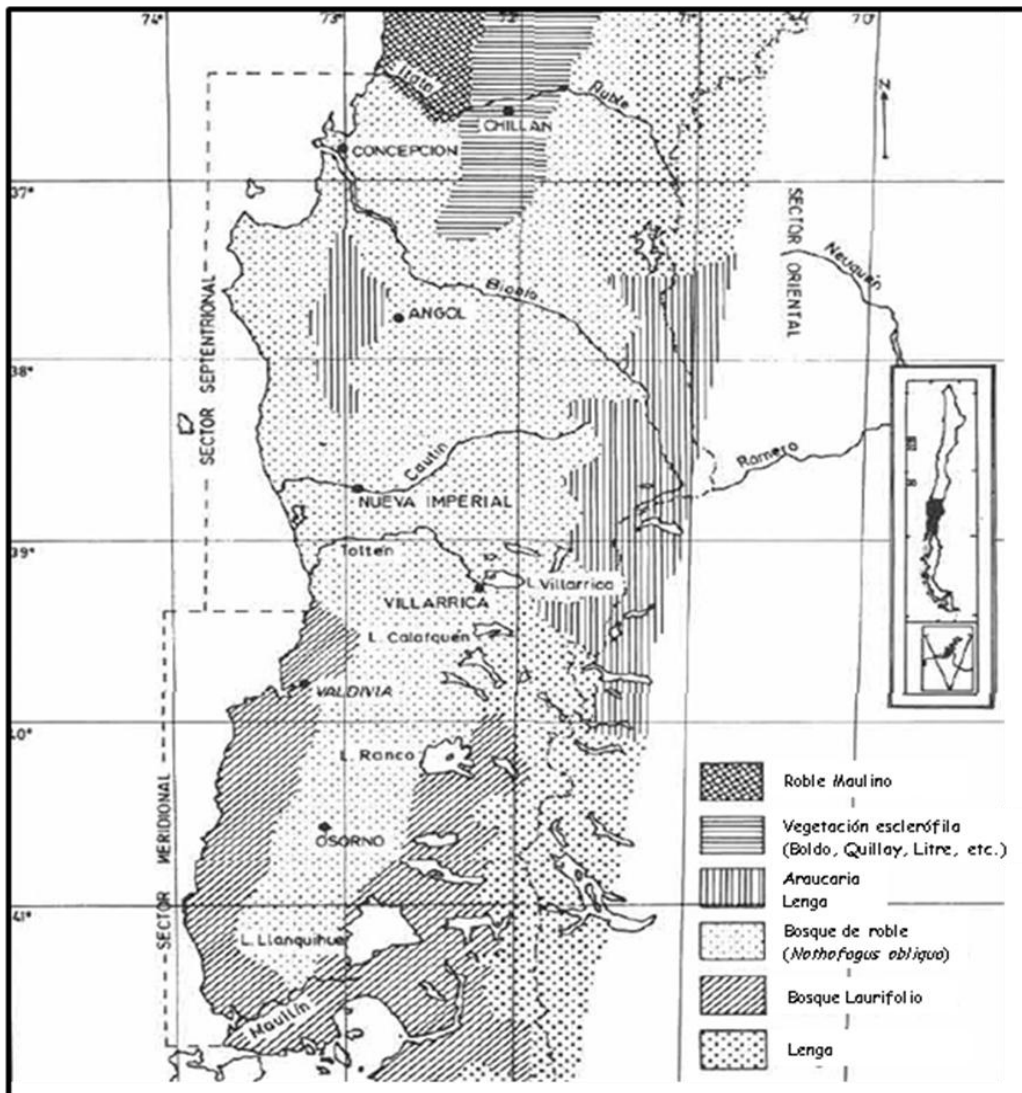 74°
73°
72°
71°
70°
Itata
Ñuble
N
CHILLAN
CONCEPCION
37°
SECTOR ORIENTAL
Neuquén
Biobío
ANGOL
38°
SECTOR SEPTENTRIONAL
Cautín
Romero
NUEVA IMPERIAL
39°
Toltén
L. Villarrica
VILLARRICA
L. Calafquén
VALDIVIA
40°
L. Ranco
SECTOR MERIDIONAL
OSORNO
41°
L. Llanquihue
Maullín
Roble Maulino
Vegetación esclerófila
(Boldo, Quillay, Litre, etc.)
Araucaria
Lenga
Bosque de roble
(Nothofagus obliqua)
Bosque Laurifolio
Lenga